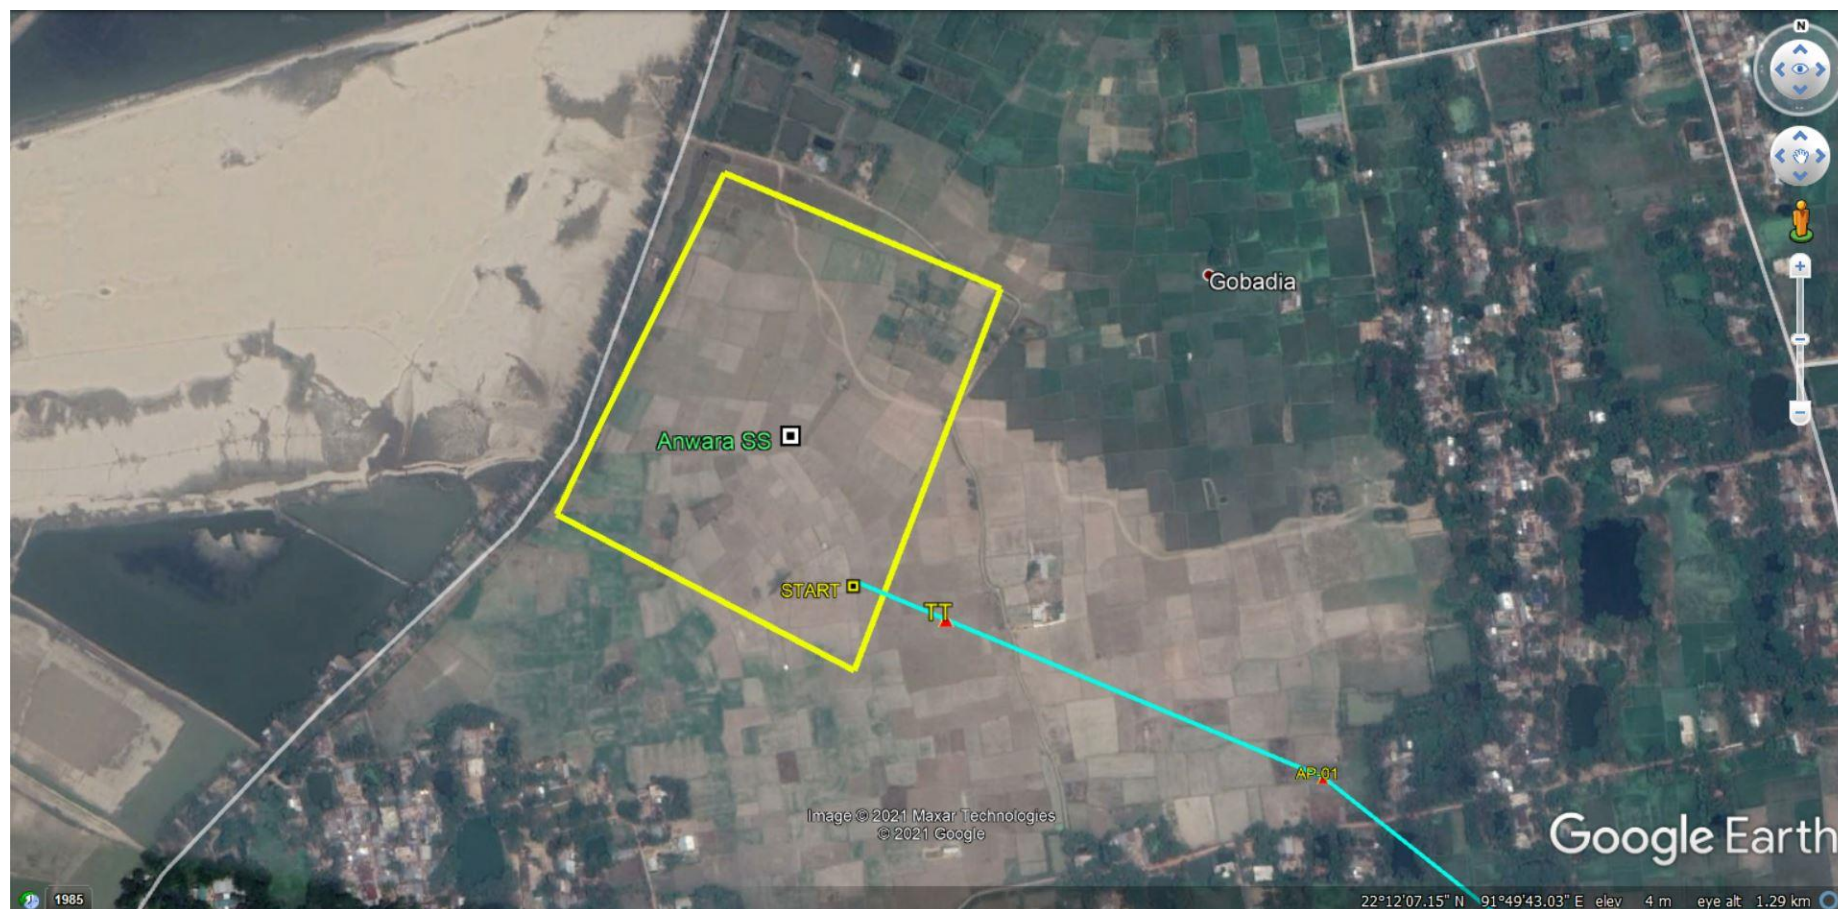 N
Gobadia
Anwara SS
START
TT
AP-01
Image © 2021 Maxar Technologies
© 2021 Google
Google Earth
1985
22°12'07.15" N 91°49'43.03" E elev 4 m eye alt 1.29 km